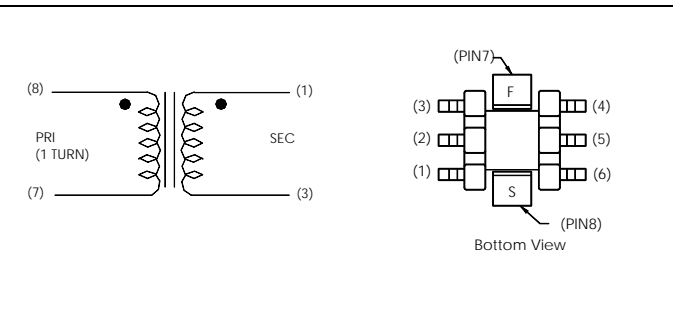 (8)
(1)
PRI
(1 TURN)
SEC
(7)
(3)
(PIN7)
F
(3)
(4)
(2)
(5)
(1)
(6)
S
(PIN8)
Bottom View